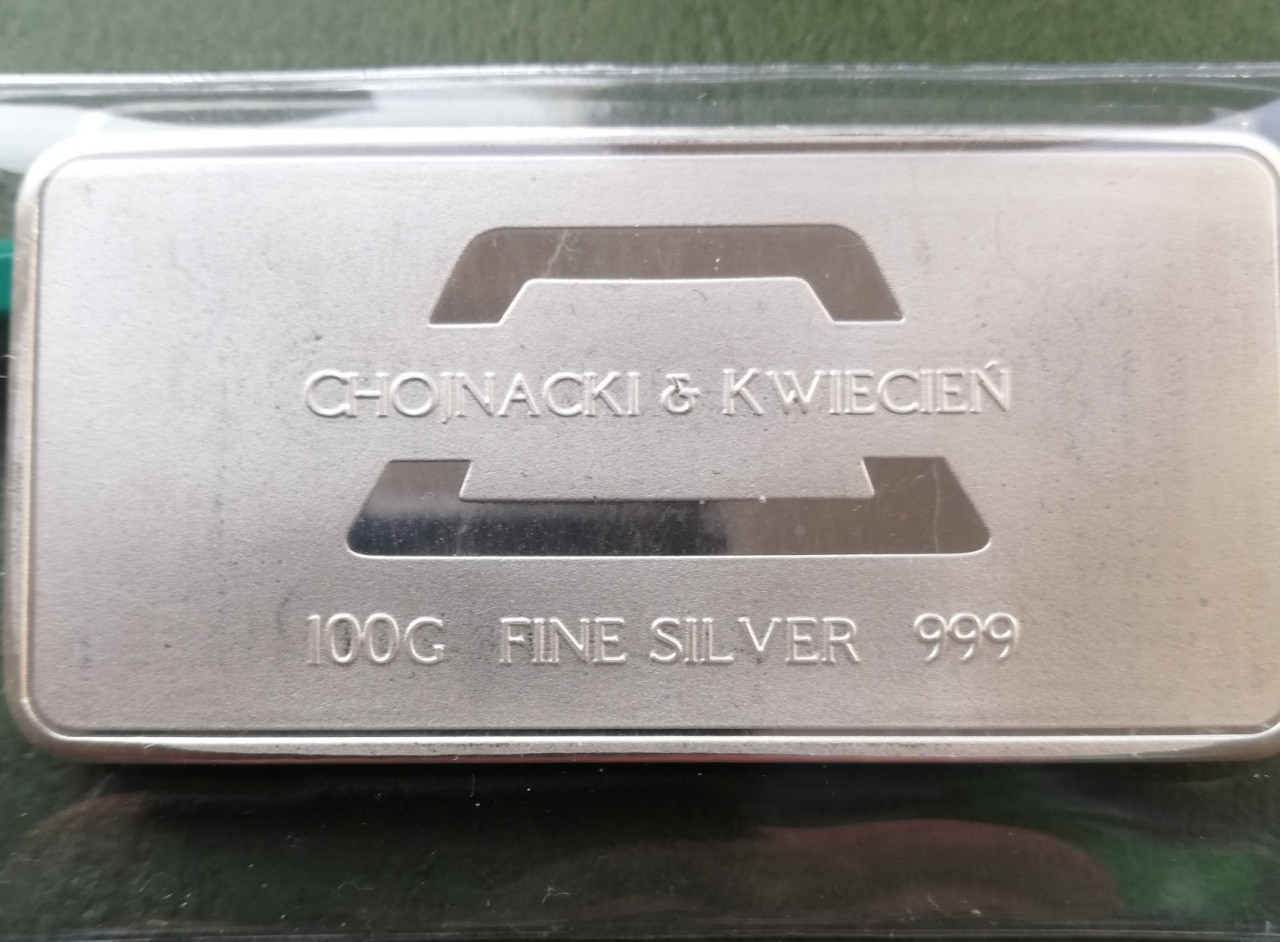 CHOJNACKI & KWIECIEŃ
100G FINE SILVER 999